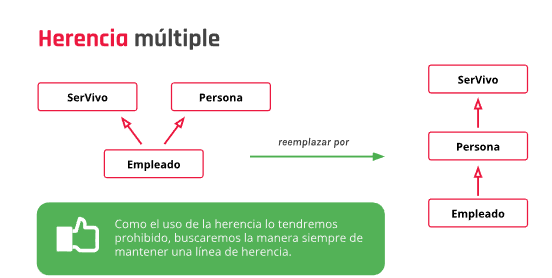 Herencia múltiple
SerVivo
Persona
Empleado
reemplazar por
SerVivo
Persona
Empleado
Como el uso de la herencia lo tendremos
prohibido, buscaremos la manera siempre de
mantener una línea de herencia.